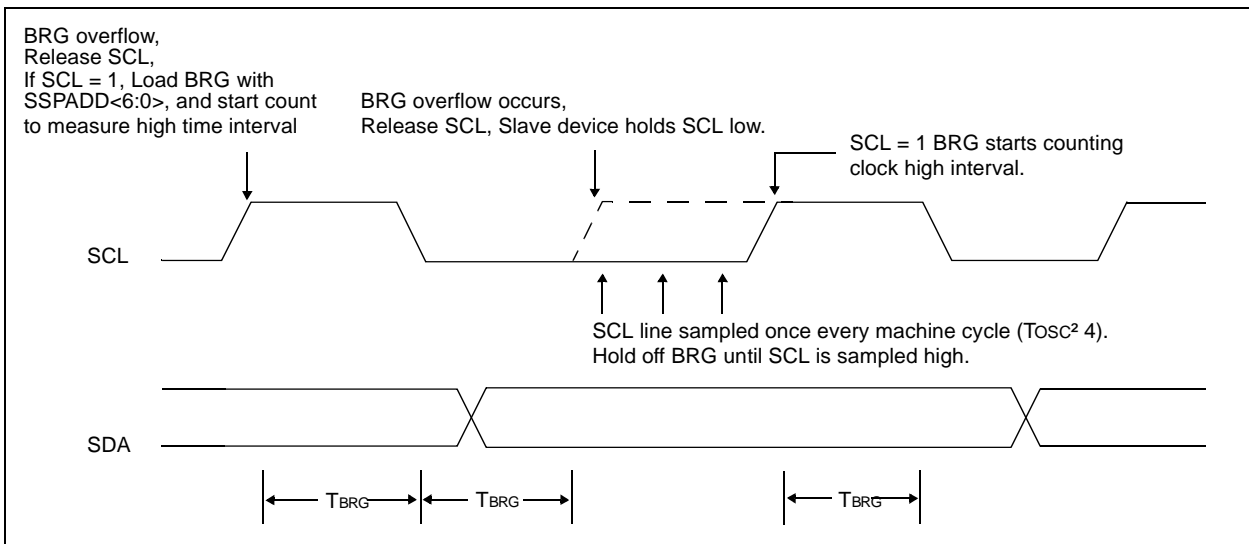 BRG overflow,
Release SCL,
If SCL = 1, Load BRG with
SSPADD<6:0>, and start count
to measure high time interval
BRG overflow occurs,
Release SCL, Slave device holds SCL low.
SCL = 1 BRG starts counting
clock high interval.
SCL
SCL line sampled once every machine cycle (TOSC² 4).
Hold off BRG until SCL is sampled high.
SDA
TBRG
TBRG
TBRG